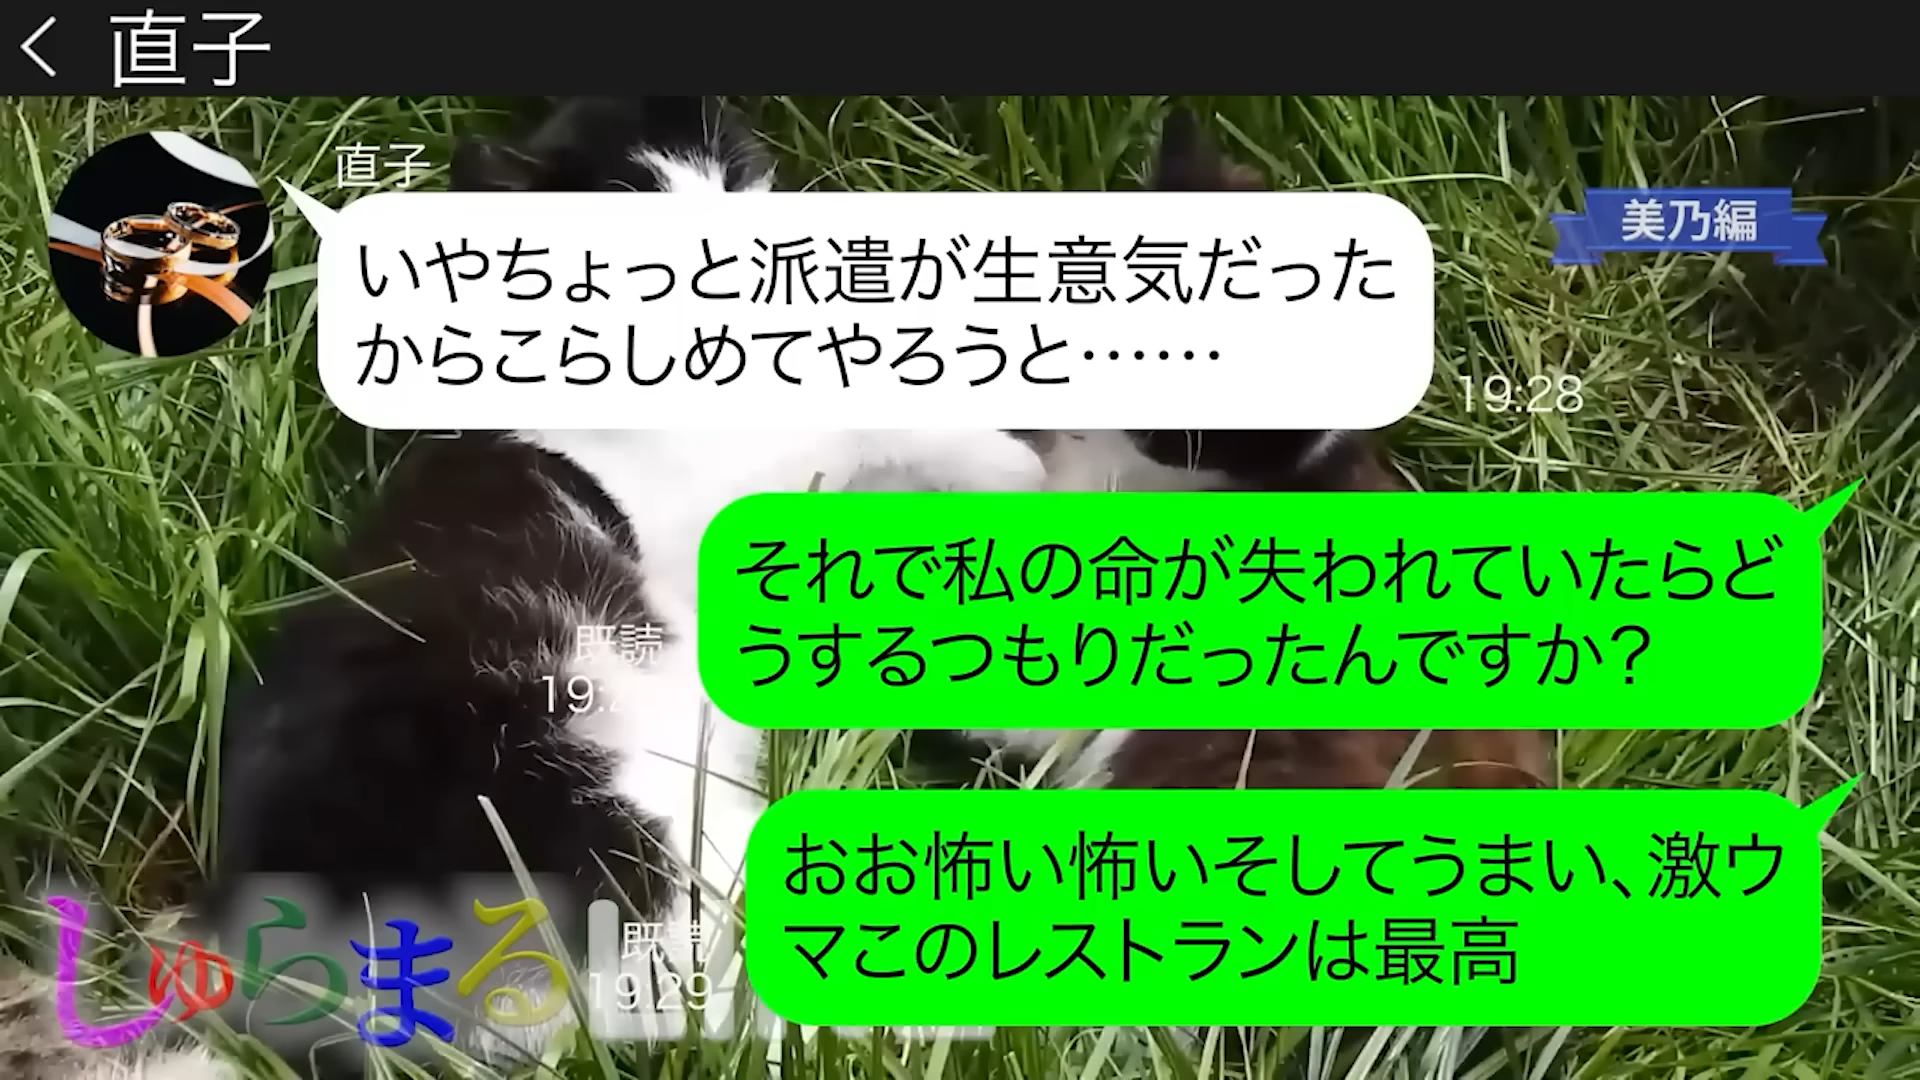 直子
直子
美乃編
いやちょっと派遣が生意気だった
からこらしめてやろうと……
19:28
それで私の命が失われていたらど
うするつもりだったんですか？
既読
おお怖い怖いそしてうまい、激ウ
マこのレストランは最高
既読
19:29
しゅらまる